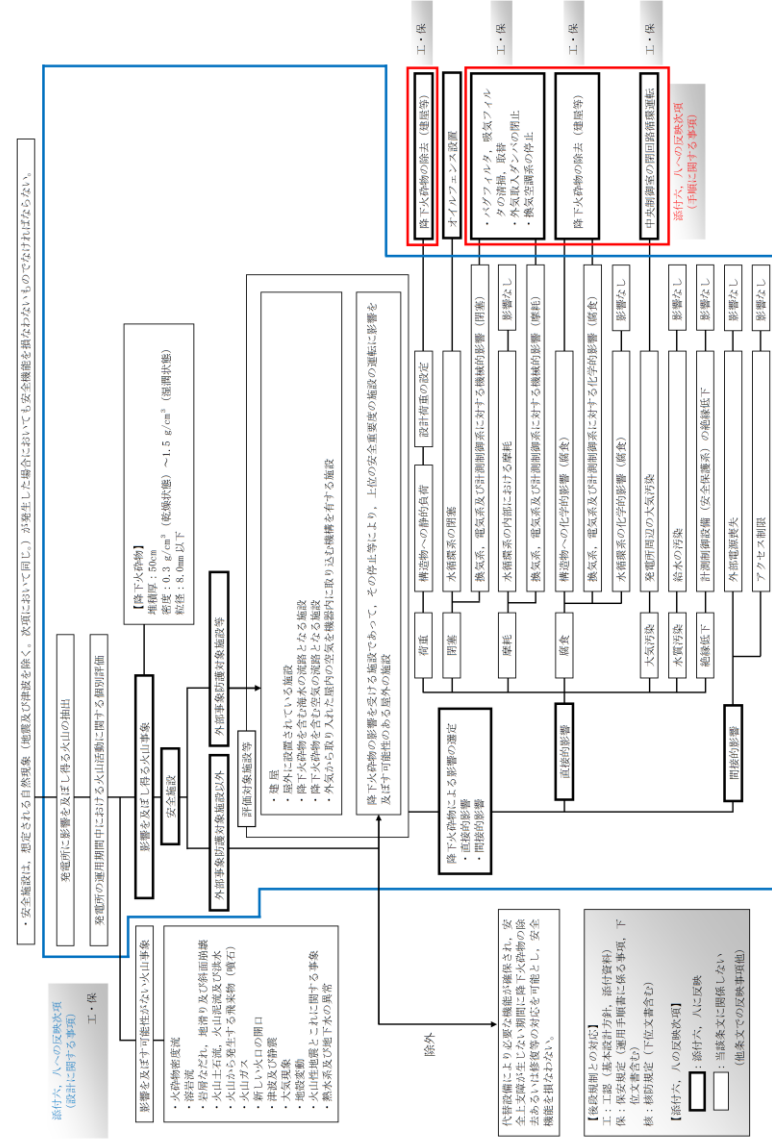 ・安全施設は，想定される自然現象（地震及び津波を除く。次項において同じ。）が発生した場合においても安全機能を損なわないものでなければならない。
添付六，八への反映次項
（設計に関する事項）
工・保
発電所に影響を及ぼし得る火山の抽出
発電所の運用期間中における火山活動に関する個別評価
影響を及ぼす可能性がない火山事象
・火砕物密度流
・溶岩流
・岩屑なだれ，地滑り及び斜面崩壊
・火山土石流，火山泥流及び洪水
・火山から発生する飛来物（噴石）
・火山ガス
・新しい火口の開口
・津波及び静震
・大気現象
・地殻変動
・火山性地震とこれに関する事象
・熱水系及び地下水の異常
影響を及ぼし得る火山事象
【降下火砕物】
堆積厚：50cm
密度：0.3 g/cm³（乾燥状態）～1.5 g/cm³（湿潤状態）
粒径：8.0mm 以下
安全施設
外部事象防護対象施設以外
外部事象防護対象施設等
評価対象施設等
・建屋
・屋外に設置されている施設
・降下火砕物を含む海水の流路となる施設
・降下火砕物を含む空気の流路となる施設
・外気から取り入れた屋内の空気を機器内に取り込む機構を有する施設
降下火砕物の影響を受ける施設であって，その停止等により，上位の安全重要度の施設の運転に影響を
及ぼす可能性のある屋外の施設
除外
代替設備により必要な機能が確保され，安
全上支障が生じない期間に降下火砕物の除
去あるいは修復等の対応を可能とし，安全
機能を損なわない。
降下火砕物による影響の選定
・直接的影響
・間接的影響
直接的影響
間接的影響
荷重
構造物への静的負荷
設計荷重の設定
降下火砕物の除去（建屋等）
工・保
閉塞
水循環系の閉塞
オイルフェンス設置
換気系，電気系及び計測制御系に対する機械的影響（閉塞）
・バグフィルタ，吸気フィル
タの清掃，取替
・外気取入ダンパの閉止
・換気空調系の停止
工・保
摩耗
水循環系の内部における摩耗
影響なし
換気系，電気系及び計測制御系に対する機械的影響（摩耗）
腐食
構造物への化学的影響（腐食）
降下火砕物の除去（建屋等）
工・保
換気系，電気系及び計測制御系に対する化学的影響（腐食）
水循環系の化学的影響（腐食）
影響なし
大気汚染
発電所周辺の大気汚染
中央制御室の閉回路循環運転
工・保
水質汚染
給水の汚染
影響なし
絶縁低下
計測制御設備（安全保護系）の絶縁低下
影響なし
外部電源喪失
影響なし
アクセス制限
影響なし
添付六，八への反映次項
（手順に関する事項）
【後段規制との対応】
工：工認（基本設計方針，添付資料）
保：保安規定（運用手順書に係る事項，下
位文書含む）
核：核防規定（下位文書含む）
【添付六，八の反映次項】
：添付六，八に反映
：当該条文に関係しない
（他条文での反映事項他）